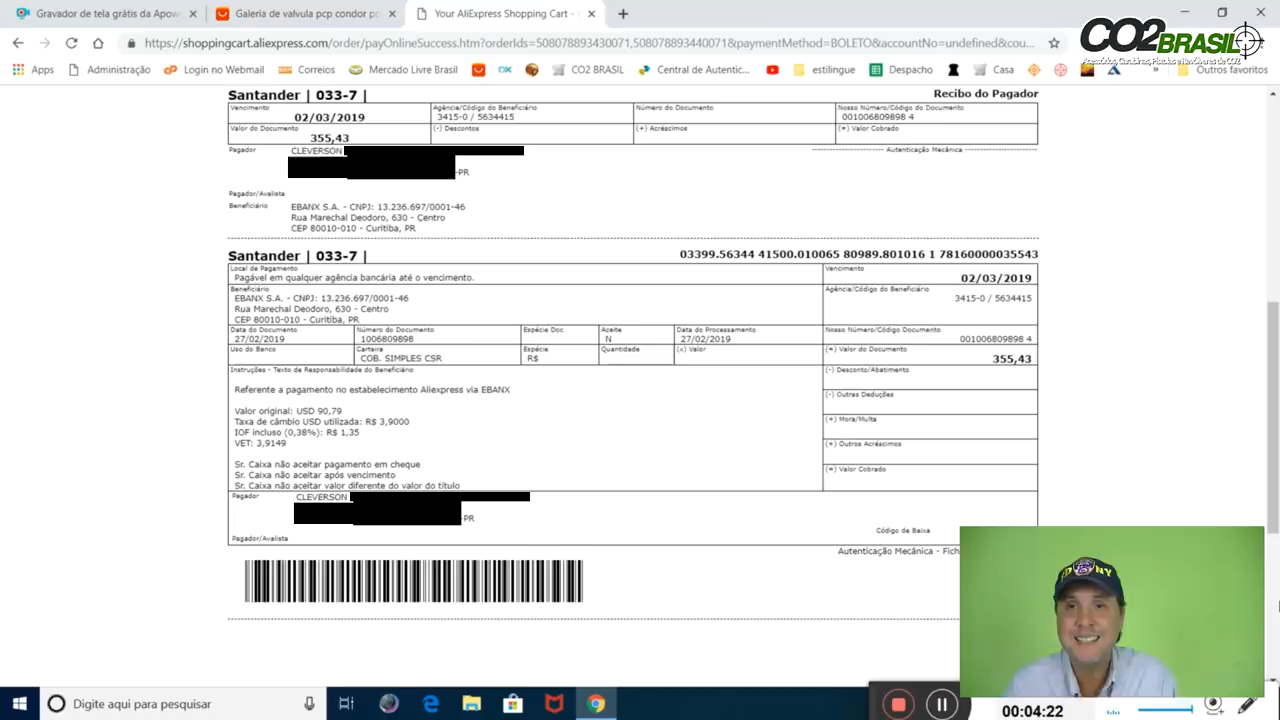 Gravador de tela grátis da Apow
Galeria de valvula pcp conector d
Your AliExpress Shopping Cart - V
https://shoppingcart.aliexpress.com/order/payOnlineSuccess.htm?orders=508078893430071,508078893440071&paymentMethod=BOLETO&accountNo=undefined&cou...
CO2 BRASIL
Apps
Administração
Login no Webmail
Correios
Mercado Livre Brasil
CK
CO2 BRASIL
Central de Autentic...
estilingue
Despacho
Casa
»
Outros favoritos
Santander | 033-7 |
Recibo do Pagador
Vencimento
Agência/Código do Beneficiário
Número do Documento
Nosso Número/Código do Documento
02/03/2019
3415-0 / 5634415
001006809898 4
Valor do Documento
(-) Descontos
(+) Acréscimos
(=) Valor Cobrado
355,43
Pagador
CLEVERSON
Autenticação Mecânica
-PR
Pagador/Avalista
Beneficiário
EBANX S.A. - CNPJ: 13.236.697/0001-46
Rua Marechal Deodoro, 630 - Centro
CEP 80010-010 - Curitiba, PR
Santander | 033-7 |
03399.56344 41500.010065 80989.801016 1 78160000035543
Local de Pagamento
Vencimento
Pagável em qualquer agência bancária até o vencimento.
02/03/2019
Beneficiário
Agência/Código do Beneficiário
EBANX S.A. - CNPJ: 13.236.697/0001-46
3415-0 / 5634415
Rua Marechal Deodoro, 630 - Centro
CEP 80010-010 - Curitiba, PR
Data do Documento
Número do Documento
Espécie Doc
Aceite
Data do Processamento
Nosso Número/Código Documento
27/02/2019
1006809898
N
27/02/2019
001006809898 4
Uso do Banco
Carteira
Espécie
Quantidade
(x) Valor
(=) Valor do Documento
COB. SIMPLES CSR
R$
355,43
Instruções - Texto de Responsabilidade do Beneficiário
(-) Desconto/Abatimento
Referente a pagamento no estabelecimento Aliexpress via EBANX
(-) Outras Deduções
Valor original: USD 90,79
Taxa de câmbio USD utilizada: R$ 3,9000
(+) Mora/Multa
IOF incluso (0,38%): R$ 1,35
VET: 3,9149
(+) Outros Acréscimos
Sr. Caixa não aceitar pagamento em cheque
(=) Valor Cobrado
Sr. Caixa não aceitar após vencimento
Sr. Caixa não aceitar valor diferente do valor do título
Pagador
CLEVERSON
-PR
Código de Baixa
Pagador/Avalista
Autenticação Mecânica - Fich
Digite aqui para pesquisar
00:04:22